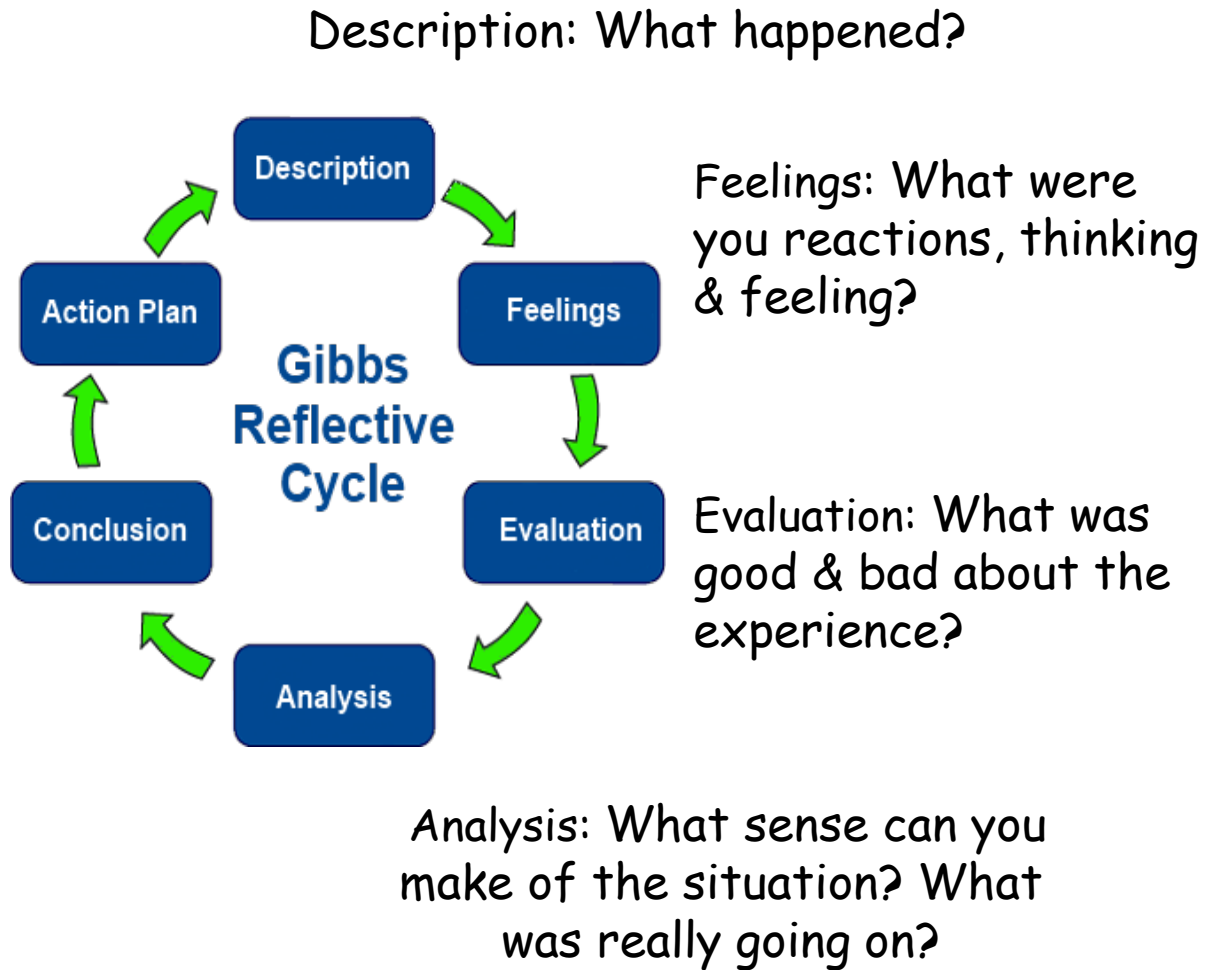 Description: What happened?
Description
Feelings: What were
you reactions, thinking
& feeling?
Action Plan
Feelings
Gibbs
Reflective
Cycle
Conclusion
Evaluation
Evaluation: What was
good & bad about the
experience?
Analysis
Analysis: What sense can you
make of the situation? What
was really going on?